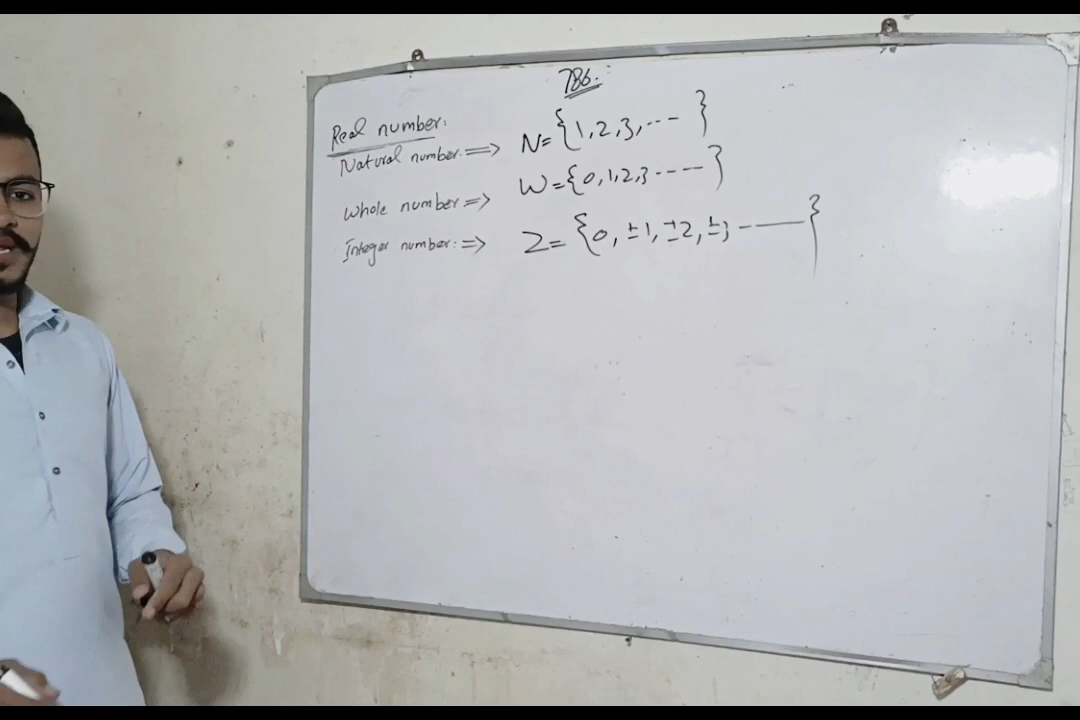 786.
Real number:
Natural number: => N={1,2,3,---}
Whole number => W={0,1,2,3-----}
Integer number: => Z={0,±1,±2,±3----}